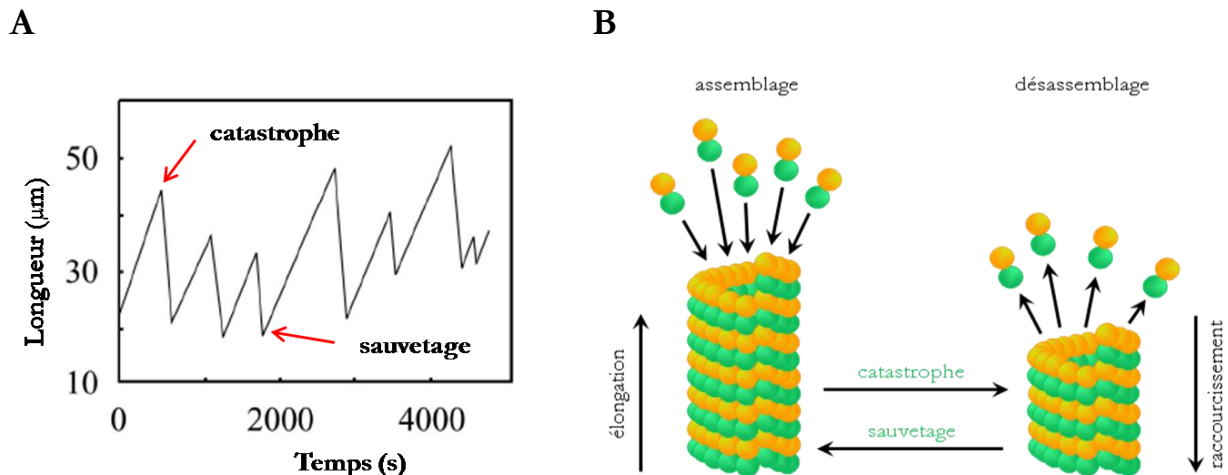 A
catastrophe
50
30
10
Longueur (μm)
sauvetage
0
2000
4000
Temps (s)
B
assemblage
désassemblage
élongation
catastrophe
sauvetage
raccourcissement